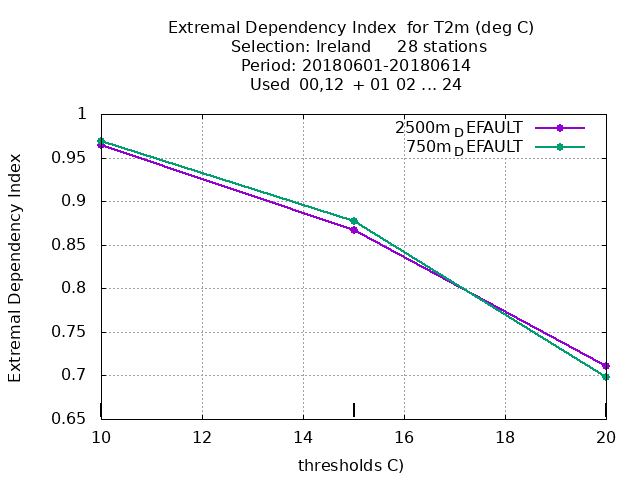 Extremal Dependency Index  for T2m (deg C)
Selection: Ireland     28 stations
Period: 20180601-20180614
Used  00,12  + 01 02 ... 24
Extremal Dependency Index
1
0.95
0.9
0.85
0.8
0.75
0.7
0.65
2500m_DEFAULT
750m_DEFAULT
10 12 14 16 18 20
thresholds C)